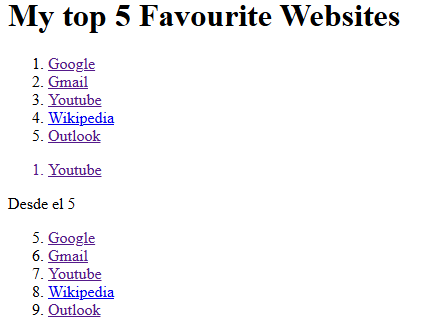 My top 5 Favourite Websites
1. Google
2. Gmail
3. Youtube
4. Wikipedia
5. Outlook
1. Youtube
Desde el 5
5. Google
6. Gmail
7. Youtube
8. Wikipedia
9. Outlook